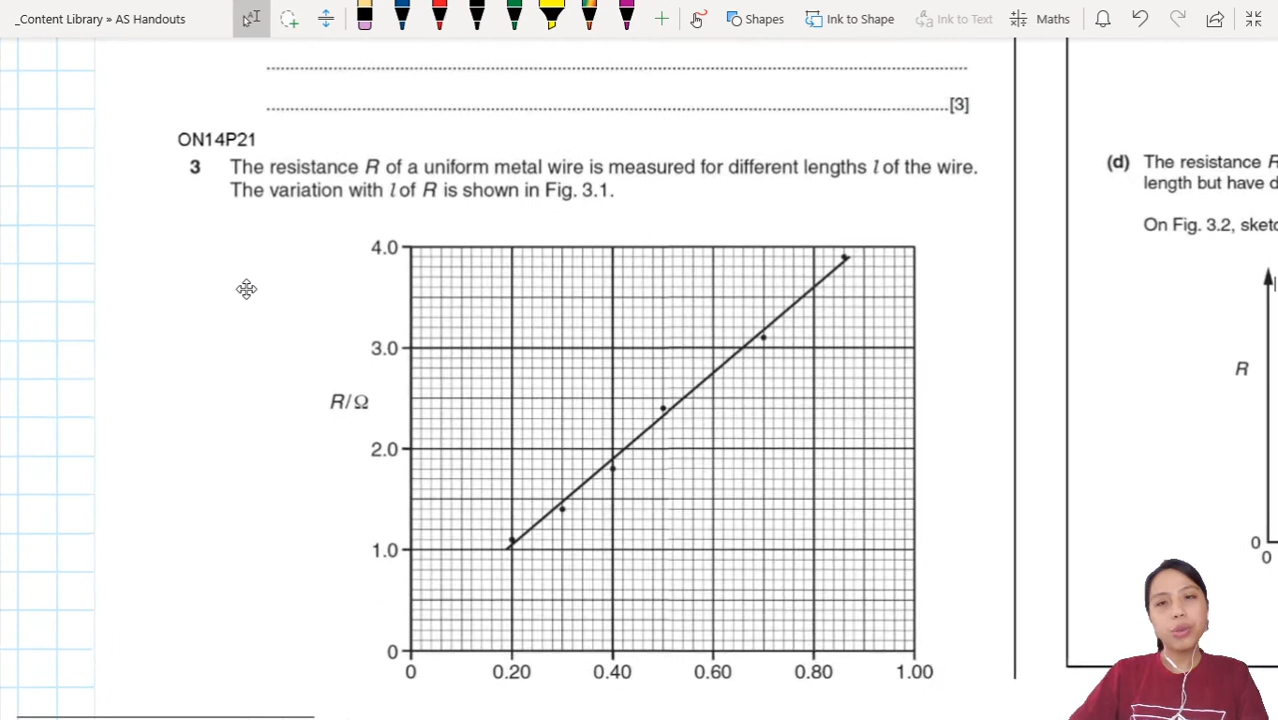 _Content Library » AS Handouts
Shapes
Ink to Shape
Ink to Text
Maths
[3]
ON14P21
3 The resistance R of a uniform metal wire is measured for different lengths l of the wire.
The variation with l of R is shown in Fig. 3.1.
4.0
3.0
R/Ω
2.0
1.0
0
0 0.20 0.40 0.60 0.80 1.00
(d) The resistance R
length but have d
On Fig. 3.2, sketc
R
0
0